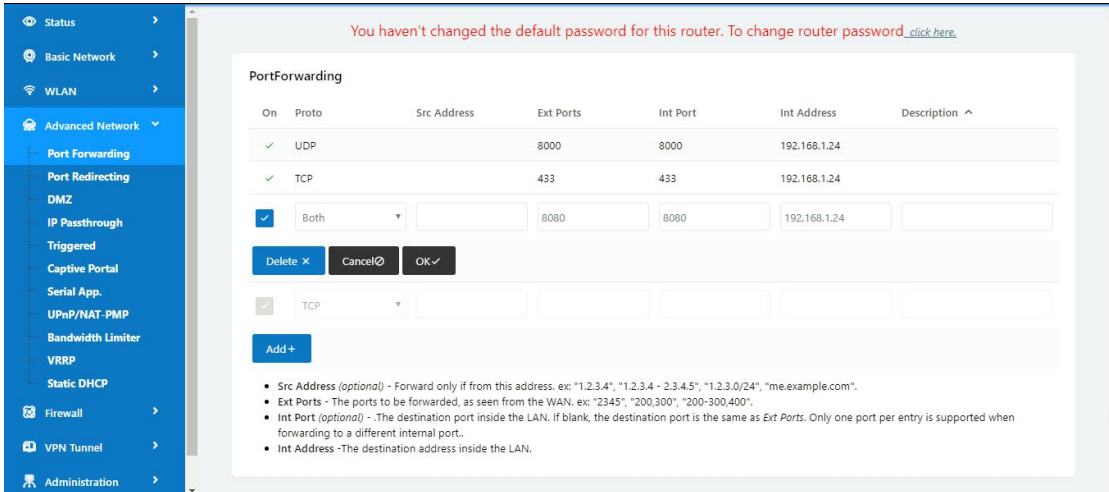 Status
Basic Network
WLAN
Advanced Network
Port Forwarding
Port Redirecting
DMZ
IP Passthrough
Triggered
Captive Portal
Serial App.
UPnP/NAT-PMP
Bandwidth Limiter
VRRP
Static DHCP
Firewall
VPN Tunnel
Administration
You haven't changed the default password for this router. To change router password click here.
PortForwarding
On Proto Src Address Ext Ports Int Port Int Address Description
UDP 8000 8000 192.168.1.24
TCP 433 433 192.168.1.24
Both 8080 8080 192.168.1.24
Delete Cancel OK
TCP
Add +
Src Address (optional) - Forward only if from this address. ex: "1.2.3.4", "1.2.3.4 - 2.3.4.5", "1.2.3.0/24", "me.example.com".
Ext Ports - The ports to be forwarded, as seen from the WAN. ex: "2345", "200,300", "200-300,400".
Int Port (optional) - .The destination port inside the LAN. If blank, the destination port is the same as Ext Ports. Only one port per entry is supported when
forwarding to a different internal port..
Int Address -The destination address inside the LAN.